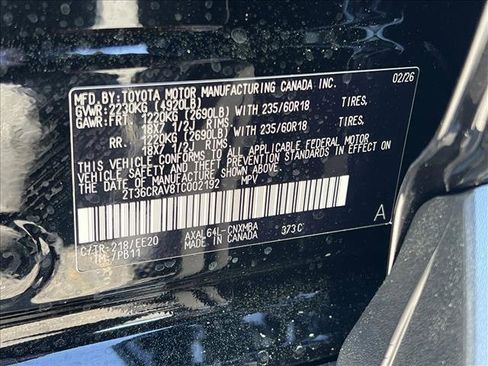 MFD.BY:TOYOTA MOTOR MANUFACTURING CANADA INC. 02/26
GVWR:2230KG (4920LB)
GAWR:FRT. 1220KG (2690LB) WITH 235/60R18 TIRES,
18X7 1/2J RIMS.
RR. 1220KG (2690LB) WITH 235/60R18 TIRES,
18X7 1/2J RIMS.
THIS VEHICLE CONFORMS TO ALL APPLICABLE FEDERAL MOTOR
VEHICLE SAFETY AND THEFT PREVENTION STANDARDS IN EFFECT ON
THE DATE OF MANUFACTURE SHOWN ABOVE.
2T36CRAV8TC002192 MPV
C/TR-218/EE20 AXAL64L-CNXMBA 373C A
TM-7PB11 MADE IN CANADA